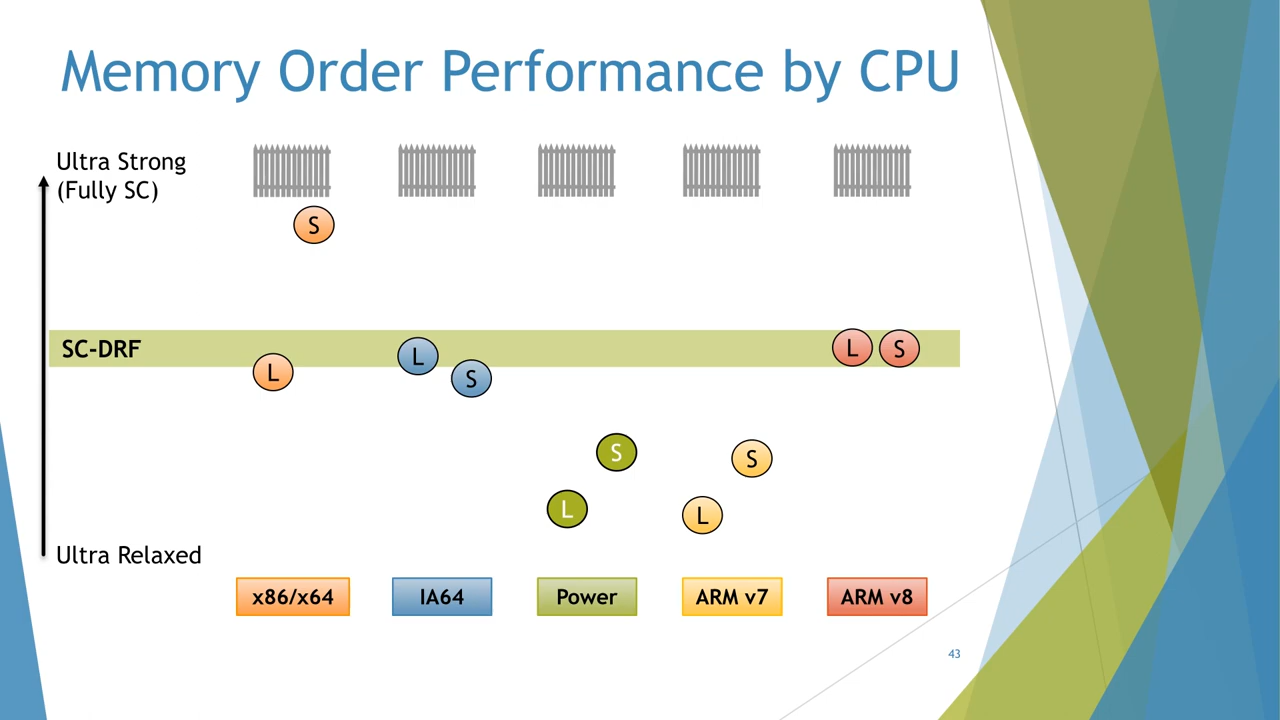 Memory Order Performance by CPU
Ultra Strong
(Fully SC)
S
SC-DRF
L
L
S
L
S
S
L
S
L
Ultra Relaxed
x86/x64
IA64
Power
ARM v7
ARM v8
43